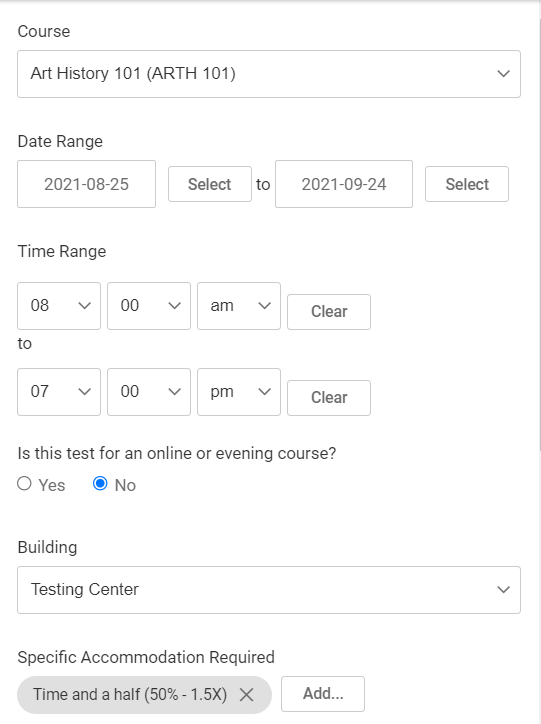 Course
Art History 101 (ARTH 101)
Date Range
2021-08-25 Select to 2021-09-24 Select
Time Range
08 00 am Clear
to
07 00 pm Clear
Is this test for an online or evening course?
Yes No
Building
Testing Center
Specific Accommodation Required
Time and a half (50% - 1.5X) Add...